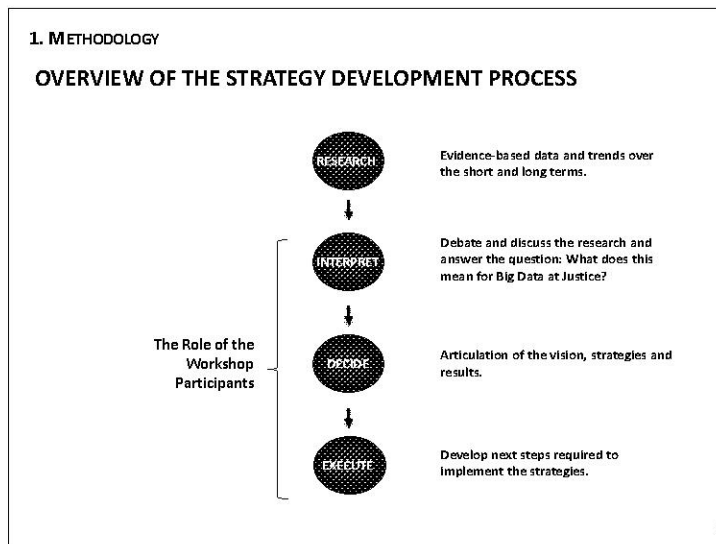 1. METHODOLOGY
OVERVIEW OF THE STRATEGY DEVELOPMENT PROCESS
RESEARCH
Evidence-based data and trends over
the short and long terms.
INTERPRET
Debate and discuss the research and
answer the question: What does this
mean for Big Data at Justice?
The Role of the
Workshop
Participants
DECIDE
Articulation of the vision, strategies and
results.
EXECUTE
Develop next steps required to
implement the strategies.